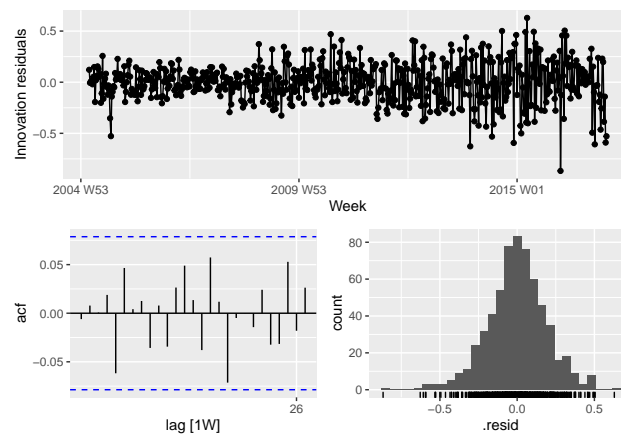 0.5
0.0
−0.5
Innovation residuals
2004 W53
2009 W53
2015 W01
Week
0.05
0.00
−0.05
acf
26
lag [1W]
80
60
40
20
0
count
−0.5
0.0
0.5
.resid